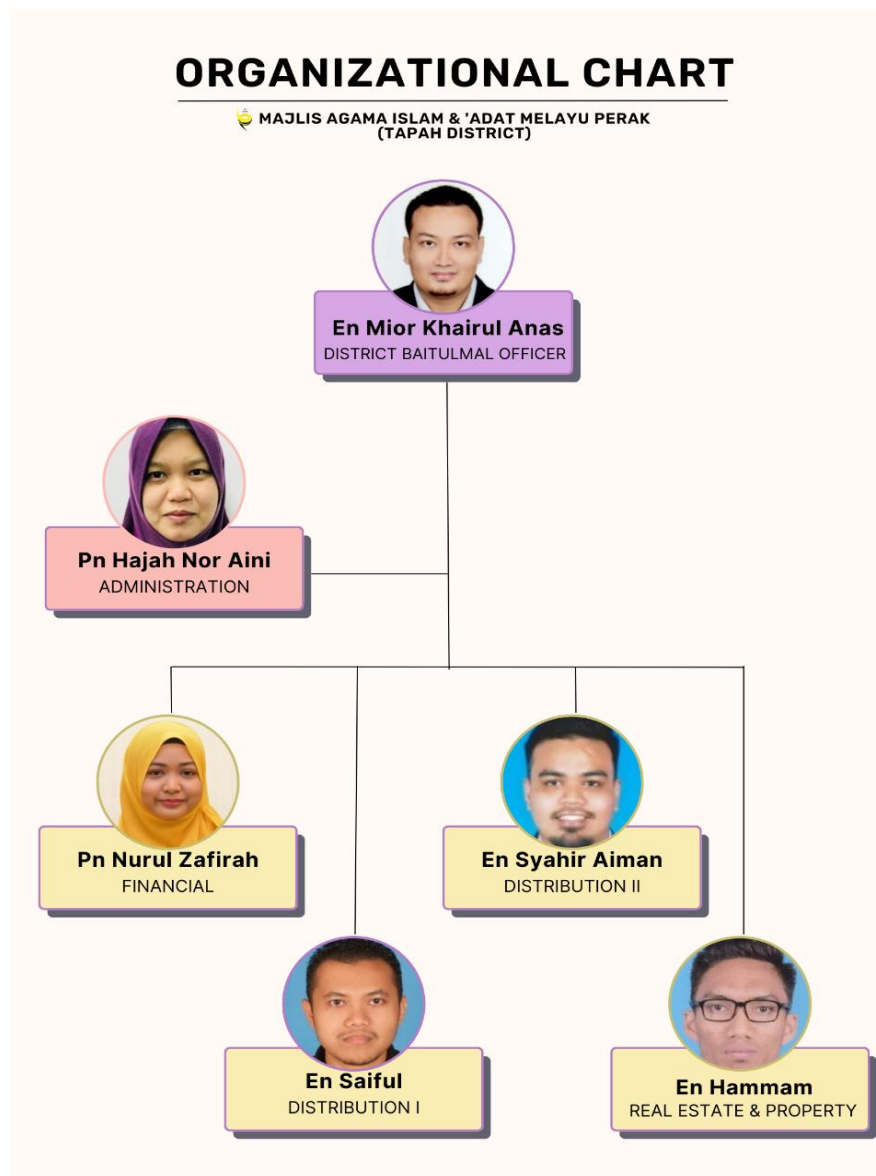 ORGANIZATIONAL CHART
MAJLIS AGAMA ISLAM & 'ADAT MELAYU PERAK
(TAPAH DISTRICT)
En Mior Khairul Anas
DISTRICT BAITULMAL OFFICER
Pn Hajah Nor Aini
ADMINISTRATION
Pn Nurul Zafirah
FINANCIAL
En Syahir Aiman
DISTRIBUTION II
En Saiful
DISTRIBUTION I
En Hammam
REAL ESTATE & PROPERTY